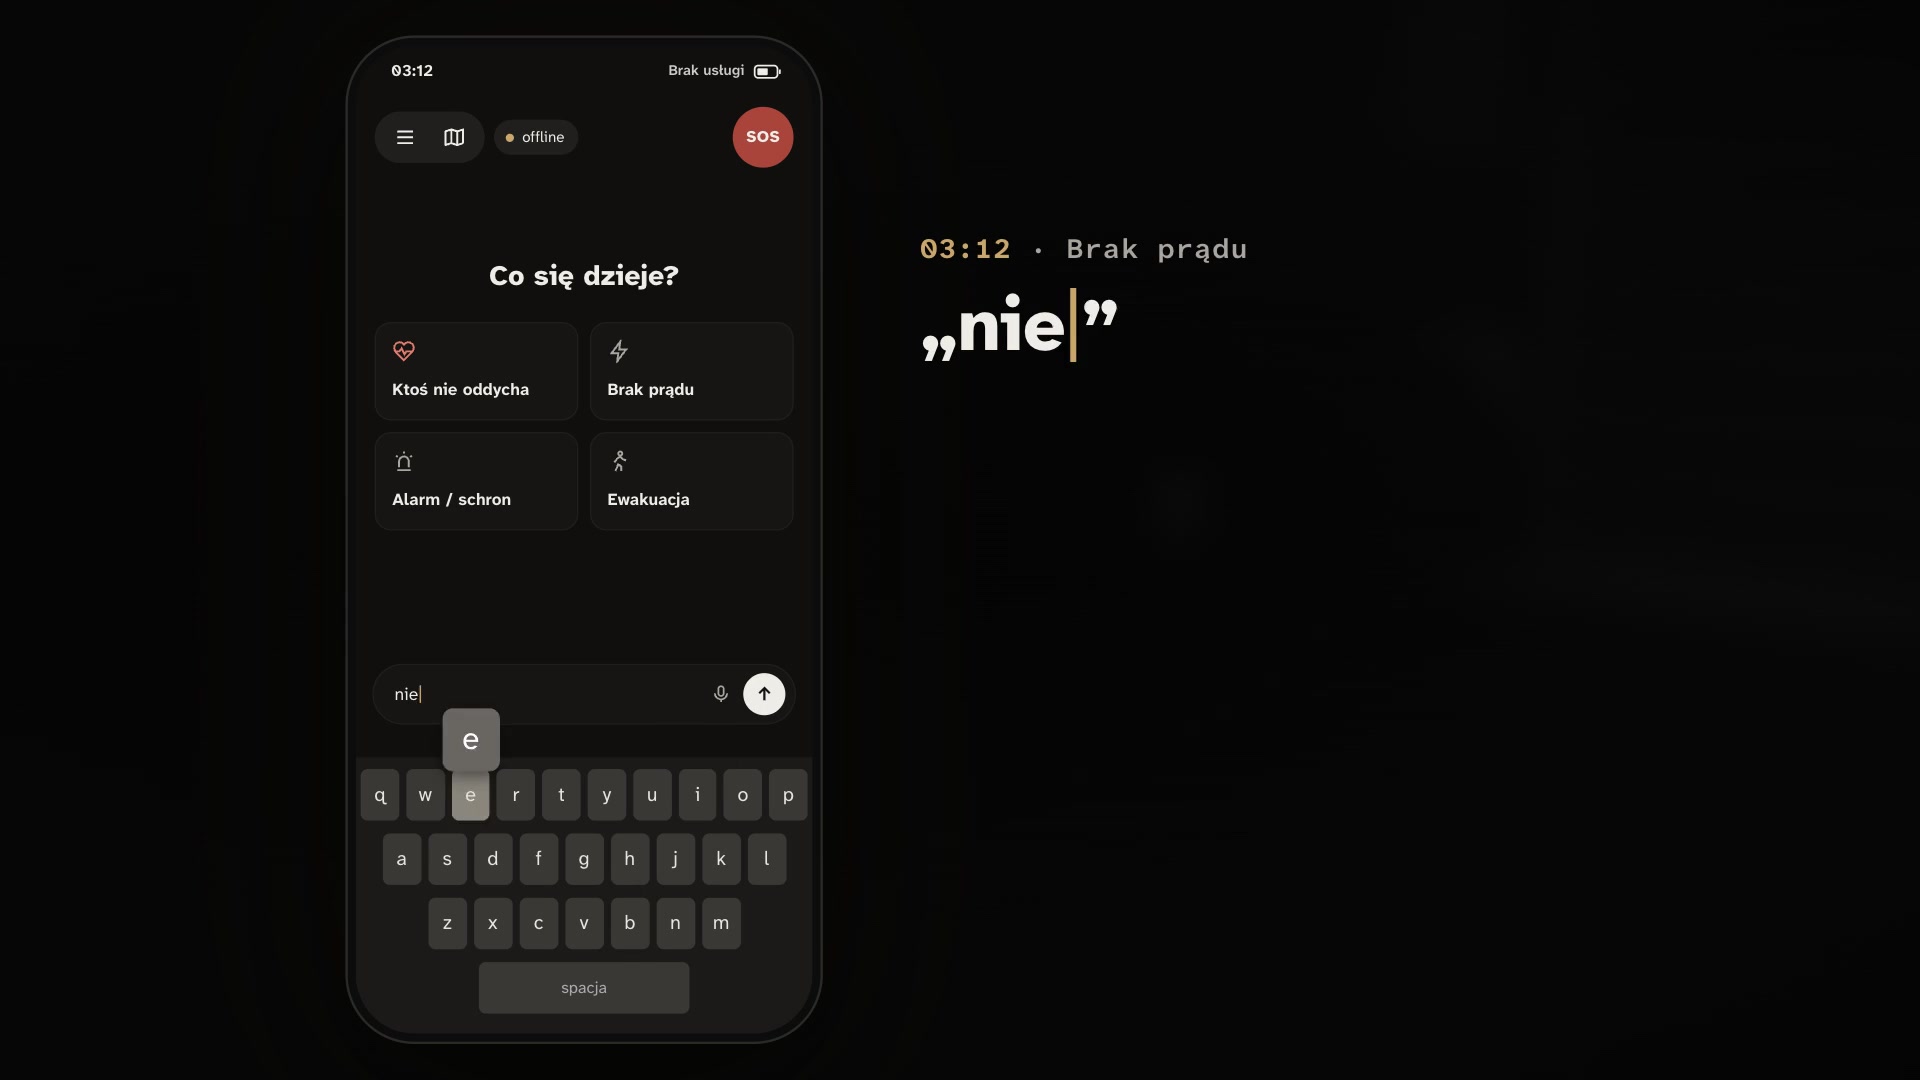 03:12
Brak usługi
offline
SOS
Co się dzieje?
Ktoś nie oddycha
Brak prądu
Alarm / schron
Ewakuacja
nie
e
q w e r t y u i o p
a s d f g h j k l
z x c v b n m
spacja
03:12 · Brak prądu
„nie”